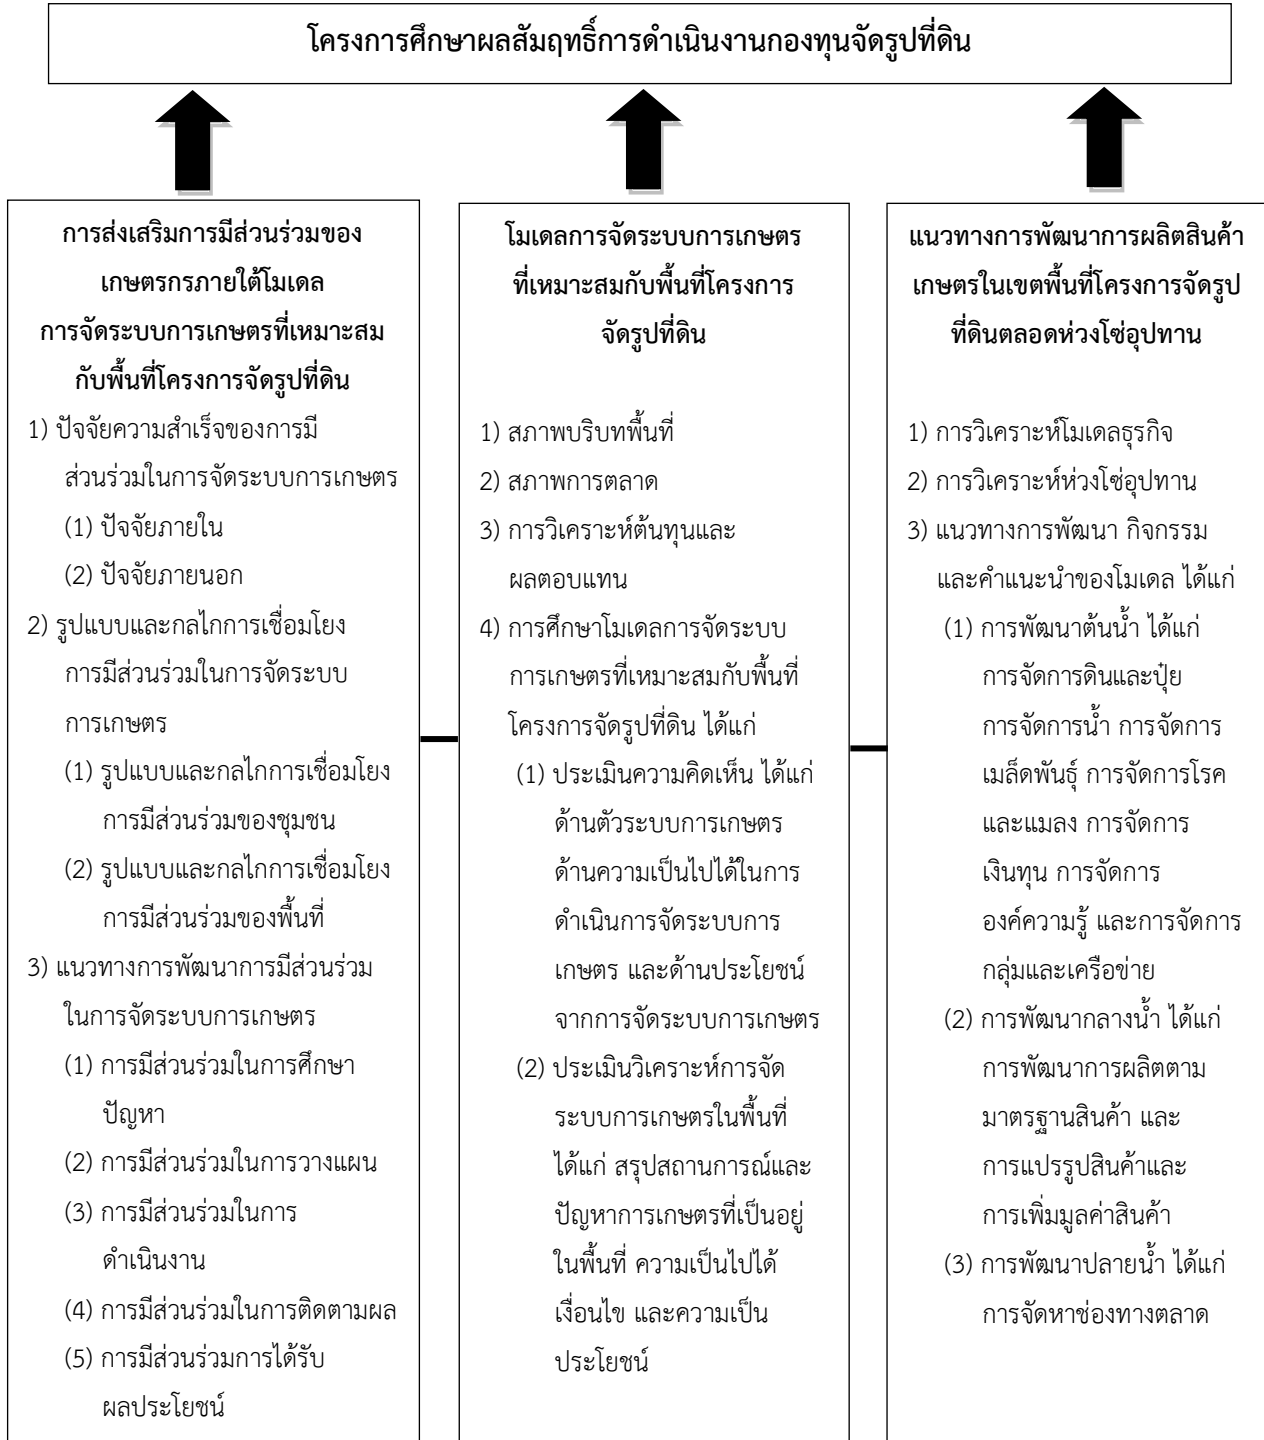 โครงการศึกษาผลสัมฤทธิ์การดำเนินงานกองทุนจัดรูปที่ดิน
การส่งเสริมการมีส่วนร่วมของ
เกษตรกรภายใต้โมเดล
การจัดระบบการเกษตรที่เหมาะสม
กับพื้นที่โครงการจัดรูปที่ดิน
1) ปัจจัยความสำเร็จของการมี
ส่วนร่วมในการจัดระบบการเกษตร
(1) ปัจจัยภายใน
(2) ปัจจัยภายนอก
2) รูปแบบและกลไกการเชื่อมโยง
การมีส่วนร่วมในการจัดระบบ
การเกษตร
(1) รูปแบบและกลไกการเชื่อมโยง
การมีส่วนร่วมของชุมชน
(2) รูปแบบและกลไกการเชื่อมโยง
การมีส่วนร่วมของพื้นที่
3) แนวทางการพัฒนาการมีส่วนร่วม
ในการจัดระบบการเกษตร
(1) การมีส่วนร่วมในการศึกษา
ปัญหา
(2) การมีส่วนร่วมในการวางแผน
(3) การมีส่วนร่วมในการ
ดำเนินงาน
(4) การมีส่วนร่วมในการติดตามผล
(5) การมีส่วนร่วมการได้รับ
ผลประโยชน์
โมเดลการจัดระบบการเกษตร
ที่เหมาะสมกับพื้นที่โครงการ
จัดรูปที่ดิน
1) สภาพบริบทพื้นที่
2) สภาพการตลาด
3) การวิเคราะห์ต้นทุนและ
ผลตอบแทน
4) การศึกษาโมเดลการจัดระบบ
การเกษตรที่เหมาะสมกับพื้นที่
โครงการจัดรูปที่ดิน ได้แก่
(1) ประเมินความคิดเห็น ได้แก่
ด้านตัวระบบการเกษตร
ด้านความเป็นไปได้ในการ
ดำเนินการจัดระบบการ
เกษตร และด้านประโยชน์
จากการจัดระบบการเกษตร
(2) ประเมินวิเคราะห์การจัด
ระบบการเกษตรในพื้นที่
ได้แก่ สรุปสถานการณ์และ
ปัญหาการเกษตรที่เป็นอยู่
ในพื้นที่ ความเป็นไปได้
เงื่อนไข และความเป็น
ประโยชน์
แนวทางการพัฒนาการผลิตสินค้า
เกษตรในเขตพื้นที่โครงการจัดรูป
ที่ดินตลอดห่วงโซ่อุปทาน
1) การวิเคราะห์โมเดลธุรกิจ
2) การวิเคราะห์ห่วงโซ่อุปทาน
3) แนวทางการพัฒนา กิจกรรม
และคำแนะนำของโมเดล ได้แก่
(1) การพัฒนาต้นน้ำ ได้แก่
การจัดการดินและปุ๋ย
การจัดการน้ำ การจัดการ
เมล็ดพันธุ์ การจัดการโรค
และแมลง การจัดการ
เงินทุน การจัดการ
องค์ความรู้ และการจัดการ
กลุ่มและเครือข่าย
(2) การพัฒนากลางน้ำ ได้แก่
การพัฒนาการผลิตตาม
มาตรฐานสินค้า และ
การแปรรูปสินค้าและ
การเพิ่มมูลค่าสินค้า
(3) การพัฒนาปลายน้ำ ได้แก่
การจัดหาช่องทางตลาด